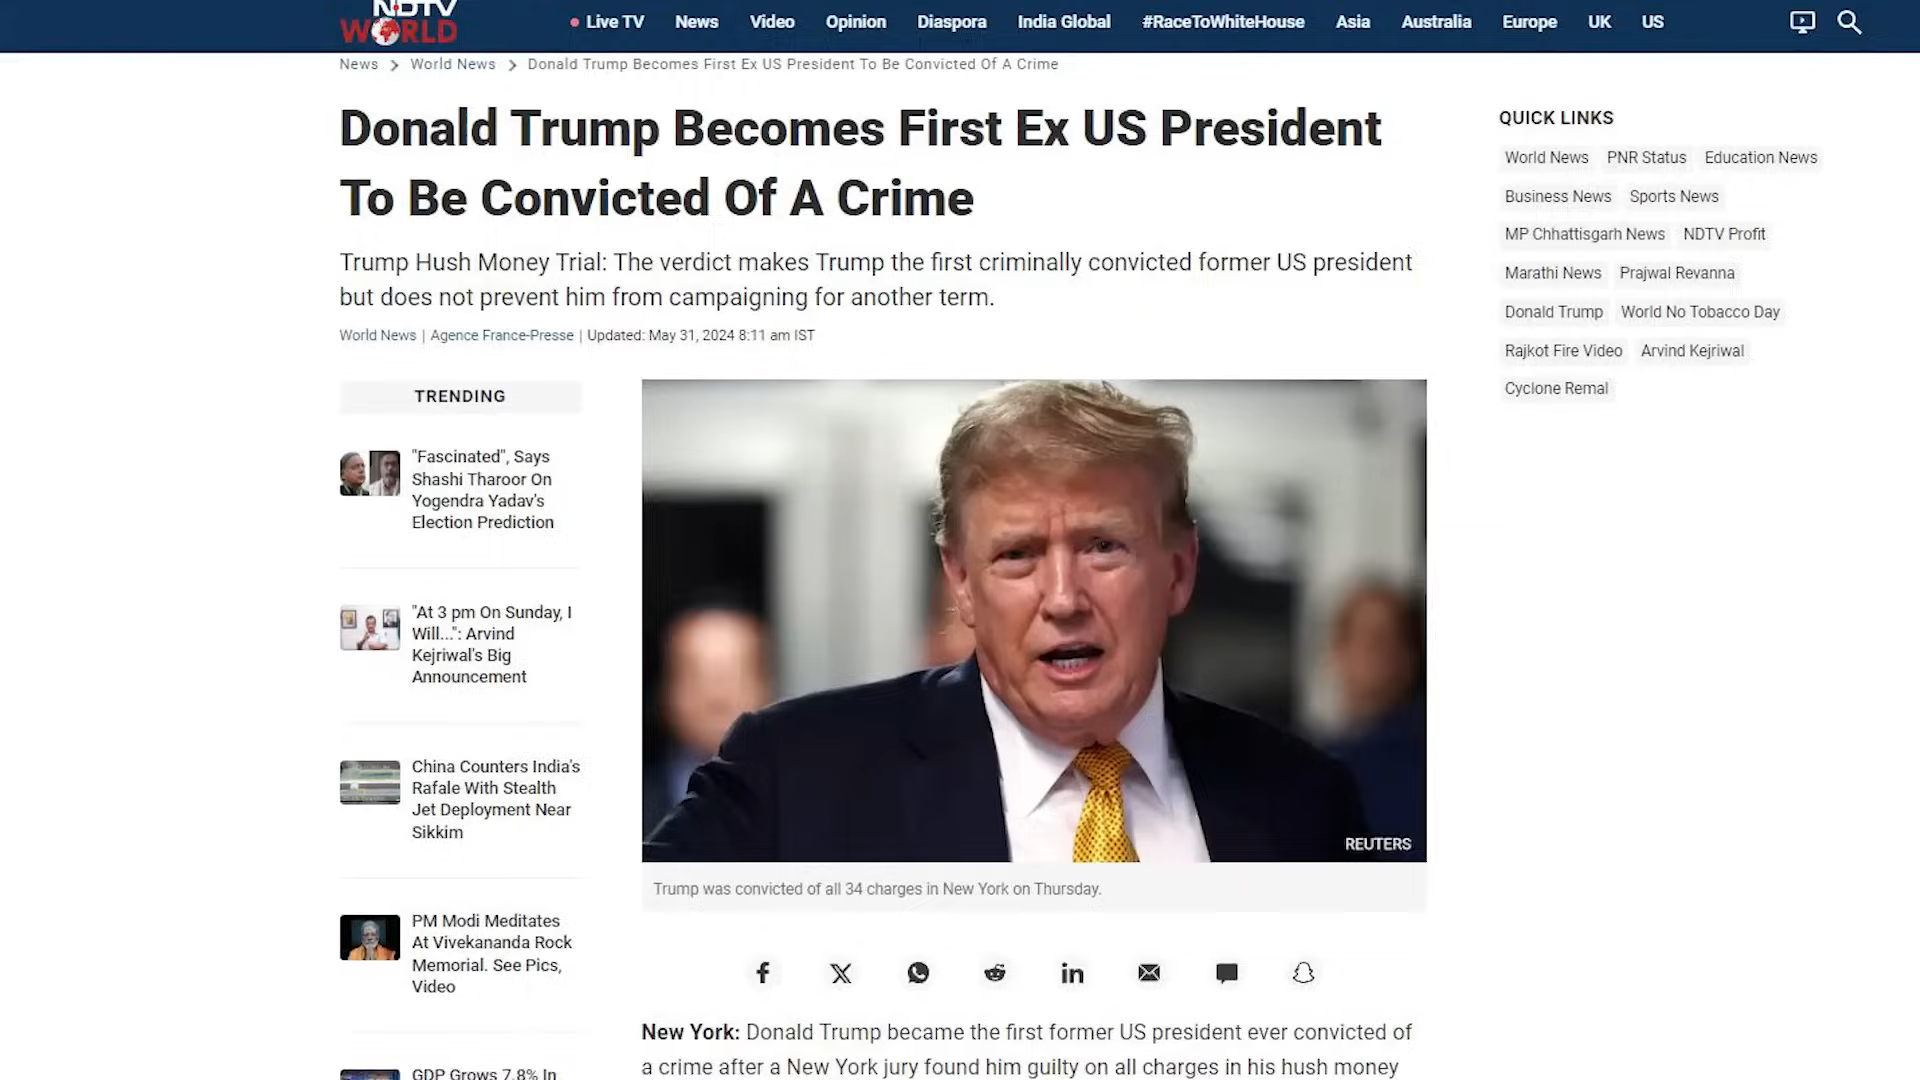 NDTV
WORLD
Live TV News Video Opinion Diaspora India Global #RaceToWhiteHouse Asia Australia Europe UK US
News > World News > Donald Trump Becomes First Ex US President To Be Convicted Of A Crime
Donald Trump Becomes First Ex US President
To Be Convicted Of A Crime
Trump Hush Money Trial: The verdict makes Trump the first criminally convicted former US president
but does not prevent him from campaigning for another term.
World News | Agence France-Presse | Updated: May 31, 2024 8:11 am IST
TRENDING
"Fascinated", Says
Shashi Tharoor On
Yogendra Yadav's
Election Prediction
"At 3 pm On Sunday, I
Will...": Arvind
Kejriwal's Big
Announcement
China Counters India's
Rafale With Stealth
Jet Deployment Near
Sikkim
PM Modi Meditates
At Vivekananda Rock
Memorial. See Pics,
Video
GDP Grows 7.8% In
REUTERS
Trump was convicted of all 34 charges in New York on Thursday.
New York: Donald Trump became the first former US president ever convicted of
a crime after a New York jury found him guilty on all charges in his hush money
QUICK LINKS
World News PNR Status Education News
Business News Sports News
MP Chhattisgarh News NDTV Profit
Marathi News Prajwal Revanna
Donald Trump World No Tobacco Day
Rajkot Fire Video Arvind Kejriwal
Cyclone Remal